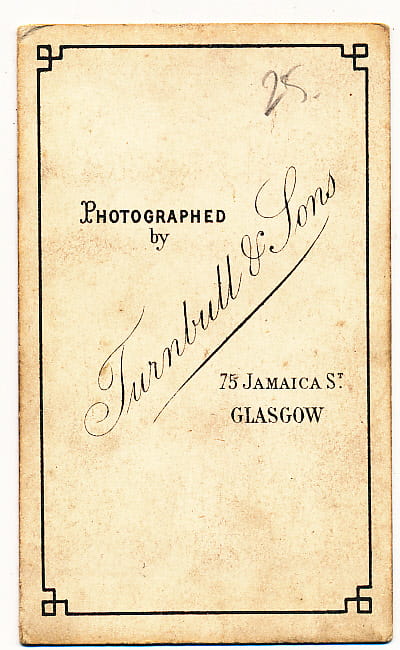 25.
PHOTOGRAPHED
by
Turnbull & Sons
75 JAMAICA ST
GLASGOW